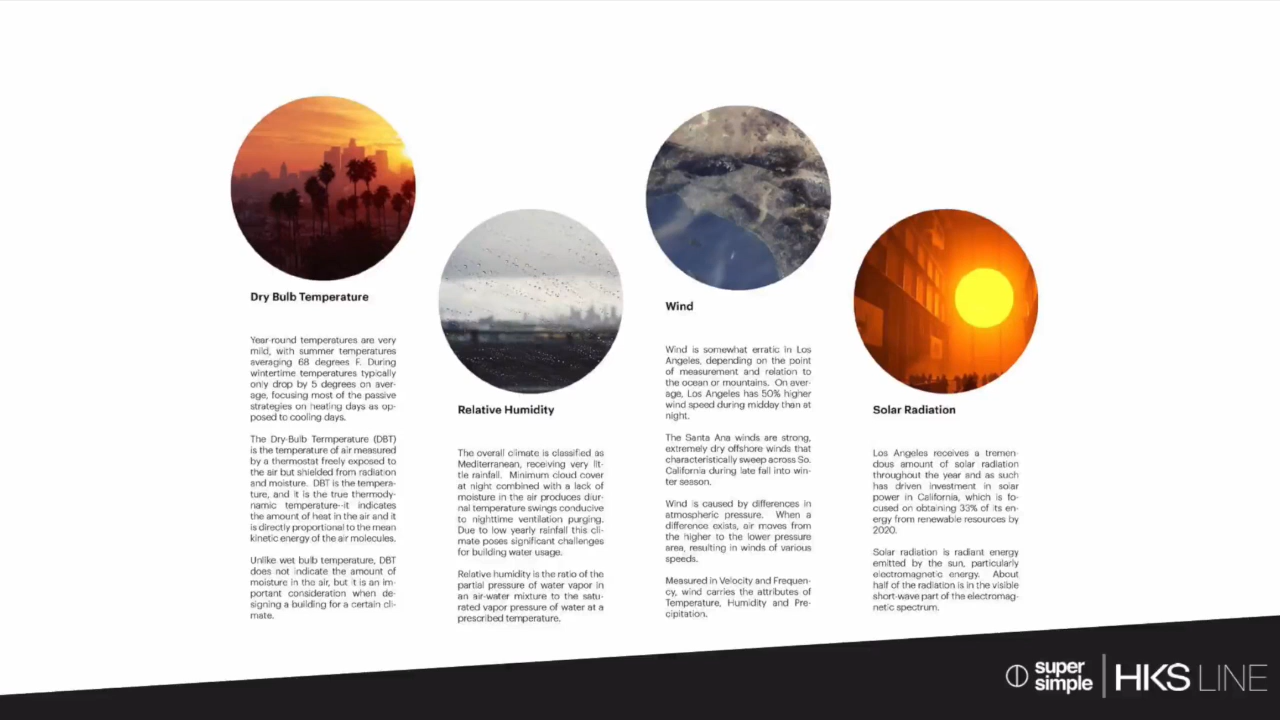 Dry Bulb Temperature
Year-round temperatures are very
mild, with summer temperatures
averaging 68 degrees F. During
wintertime temperatures typically
only drop by 5 degrees on aver-
age, focusing most of the passive
strategies on heating days as op-
posed to cooling days.
The Dry-Bulb Termperature (DBT)
is the temperature of air measured
by a thermostat freely exposed to
the air but shielded from radiation
and moisture. DBT is the tempera-
ture, and it is the true thermody-
namic temperature--it indicates
the amount of heat in the air and it
is directly proportional to the mean
kinetic energy of the air molecules.
Unlike wet bulb temperature, DBT
does not indicate the amount of
moisture in the air, but it is an im-
portant consideration when de-
signing a building for a certain cli-
mate.
Relative Humidity
The overall climate is classified as
Mediterranean, receiving very lit-
tle rainfall. Minimum cloud cover
at night combined with a lack of
moisture in the air produces diur-
nal temperature swings conducive
to nighttime ventilation purging.
Due to low yearly rainfall this cli-
mate poses significant challenges
for building water usage.
Relative humidity is the ratio of the
partial pressure of water vapor in
an air-water mixture to the satu-
rated vapor pressure of water at a
prescribed temperature.
Wind
Wind is somewhat erratic in Los
Angeles, depending on the point
of measurement and relation to
the ocean or mountains. On aver-
age, Los Angeles has 50% higher
wind speed during midday than at
night.
The Santa Ana winds are strong,
extremely dry offshore winds that
characteristically sweep across So.
California during late fall into win-
ter season.
Wind is caused by differences in
atmospheric pressure. When a
difference exists, air moves from
the higher to the lower pressure
area, resulting in winds of various
speeds.
Measured in Velocity and Frequen-
cy, wind carries the attributes of
Temperature, Humidity and Pre-
cipitation.
Solar Radiation
Los Angeles receives a tremen-
dous amount of solar radiation
throughout the year and as such
has driven investment in solar
power in California, which is fo-
cused on obtaining 33% of its en-
ergy from renewable resources by
2020.
Solar radiation is radiant energy
emitted by the sun, particularly
electromagnetic energy. About
half of the radiation is in the visible
short-wave part of the electromag-
netic spectrum.
super
simple
HKS LINE